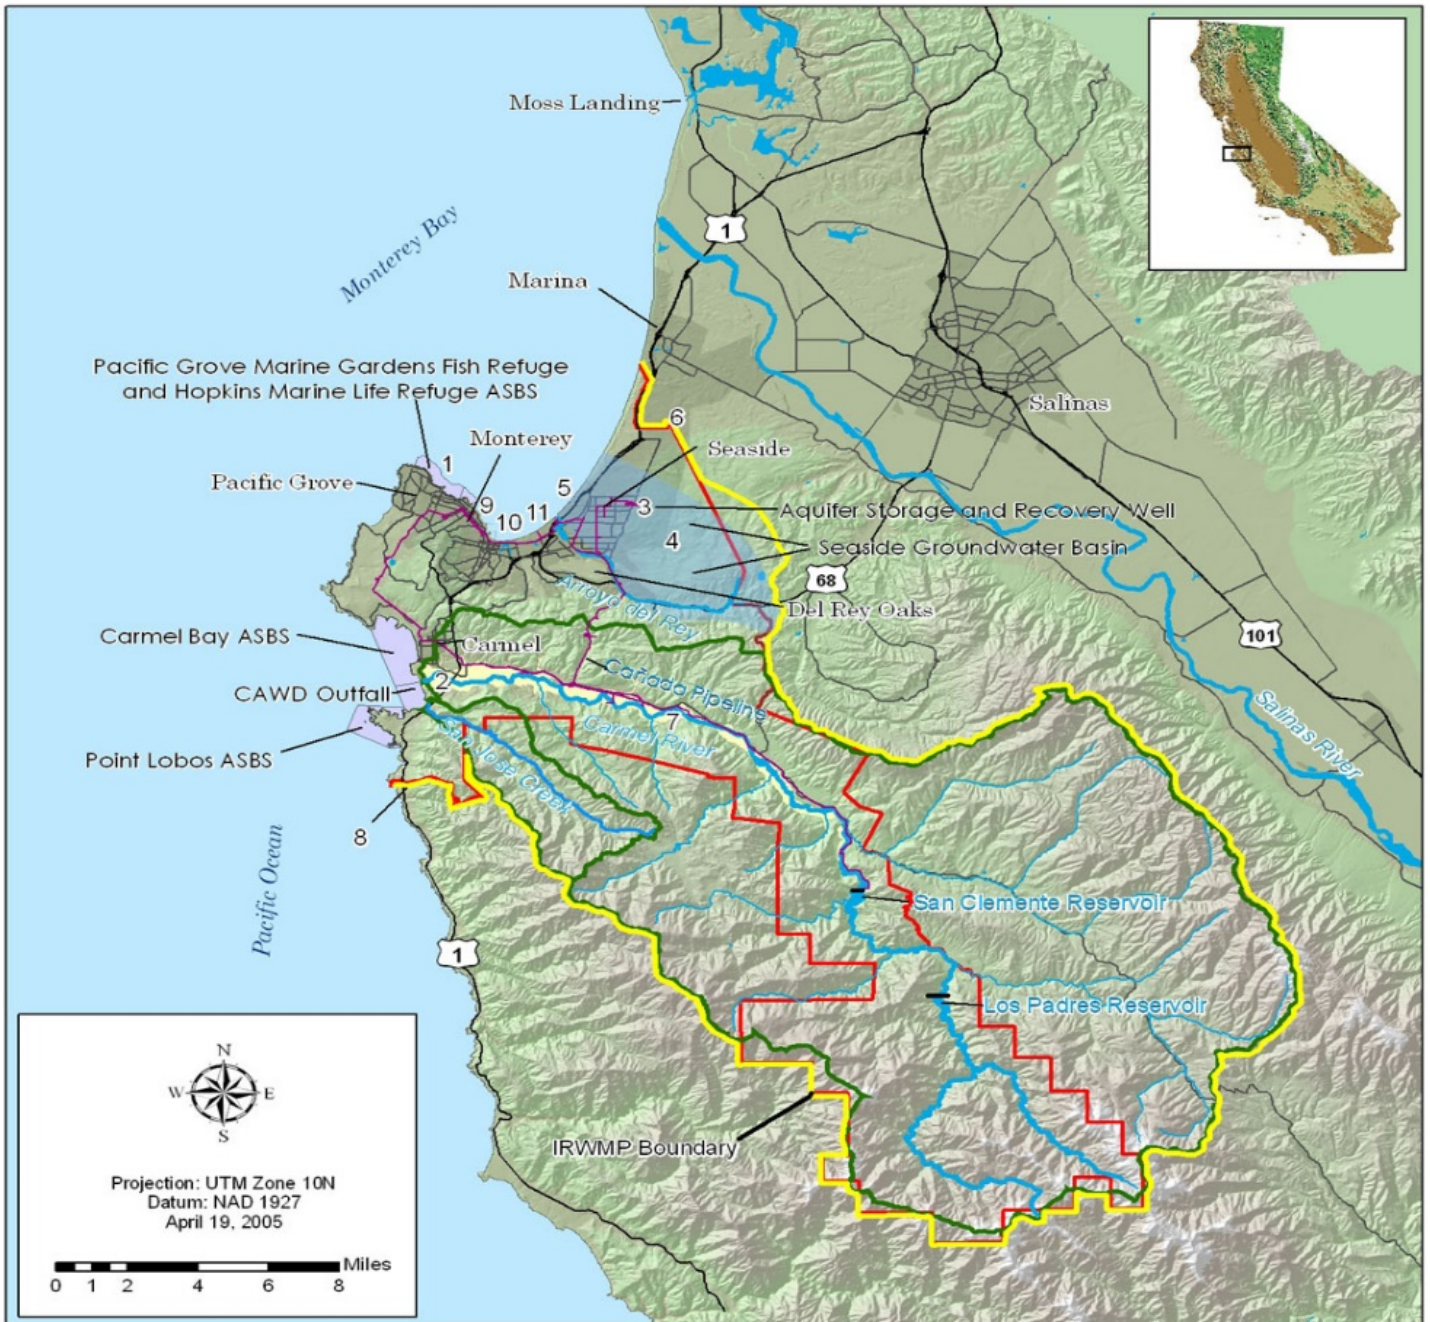 Moss Landing
1
Monterey Bay
Marina
Pacific Grove Marine Gardens Fish Refuge
and Hopkins Marine Life Refuge ASBS
Salinas
6
Monterey
Seaside
1
Pacific Grove
5
9
3
Aquifer Storage and Recovery Well
10
11
4
Seaside Groundwater Basin
68
Arroyo del Rey
Del Rey Oaks
101
Carmel Bay ASBS
Carmel
Cañada Pipeline
2
CAWD Outfall
7
Carmel River
Salinas River
San Jose Creek
Point Lobos ASBS
8
Pacific Ocean
San Clemente Reservoir
1
Los Padres Reservoir
IRWMP Boundary
N
W
E
S
Projection: UTM Zone 10N
Datum: NAD 1927
April 19, 2005
Miles
0 1 2 4 6 8